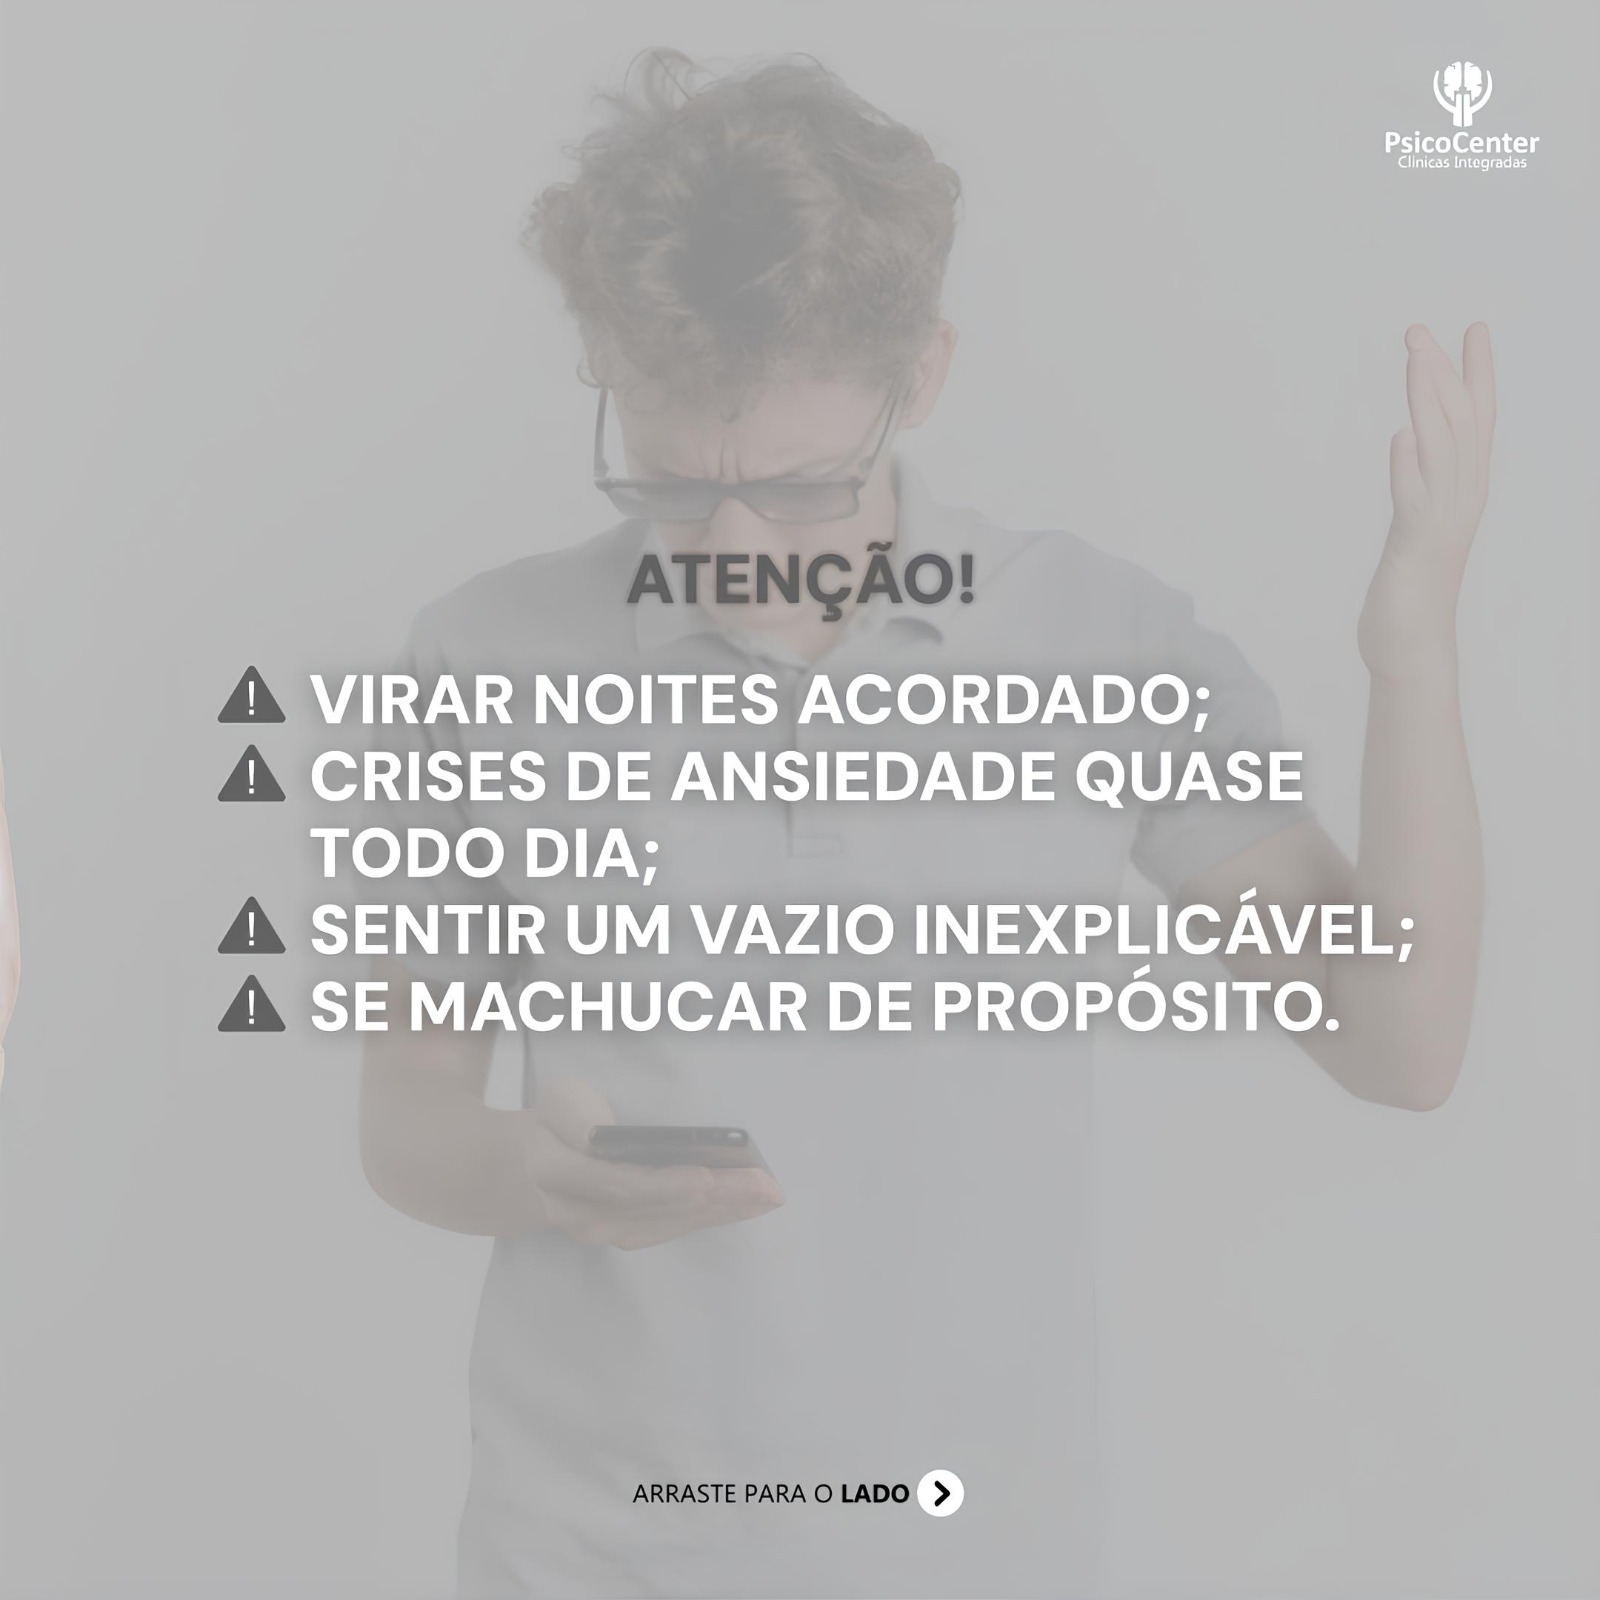 PsicoCenter
Clínicas Integradas
ATENÇÃO!
VIRAR NOITES ACORDADO;
CRISES DE ANSIEDADE QUASE
TODO DIA;
SENTIR UM VAZIO INEXPLICÁVEL;
SE MACHUCAR DE PROPÓSITO.
ARRASTE PARA O LADO